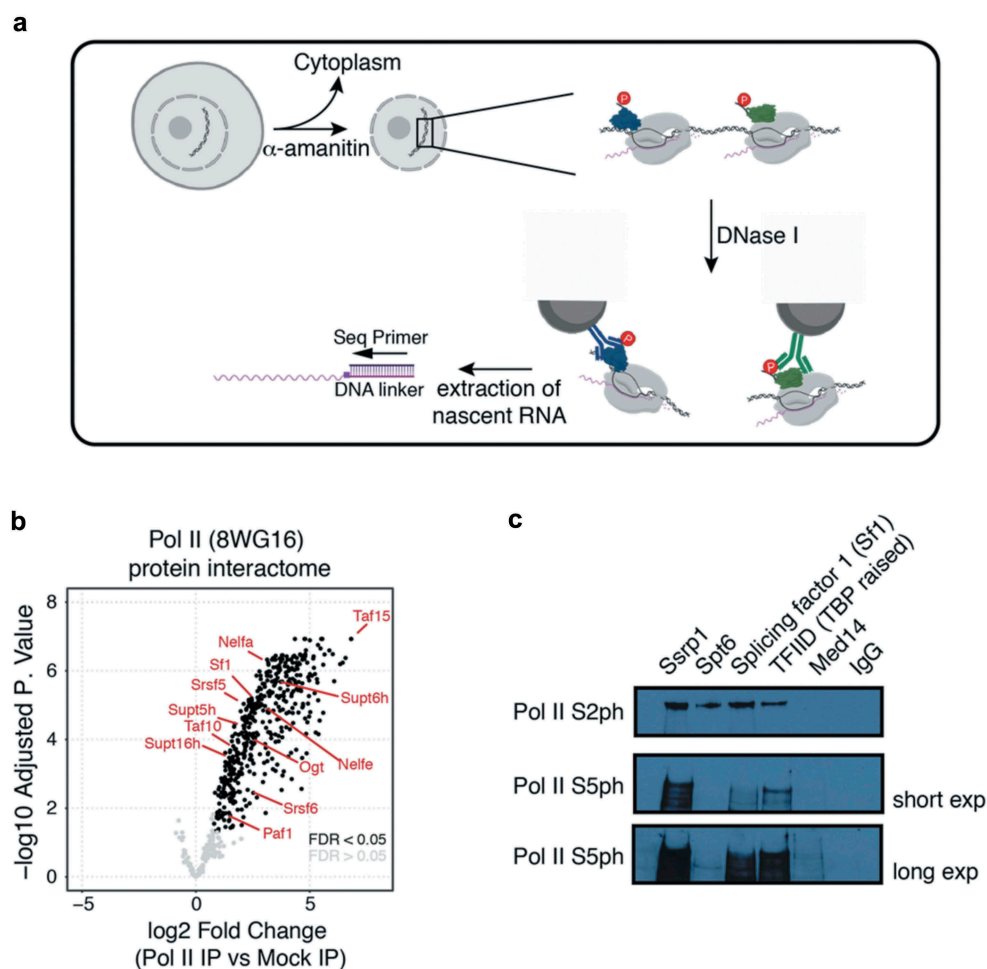 a
Cytoplasm
α-amanitin
P
P
DNase I
P
P
Seq Primer
DNA linker
extraction of
nascent RNA
b
Pol II (8WG16)
protein interactome
8
6
4
2
0
−5
0
5
−log10 Adjusted P. Value
log2 Fold Change
(Pol II IP vs Mock IP)
Taf15
Nelfa
Sf1
Srsf5
Supt6h
Supt5h
Taf10
Supt16h
Ogt
Nelfe
Srsf6
Paf1
FDR < 0.05
FDR > 0.05
c
Ssrp1
Spt6
Splicing factor 1 (Sf1)
TFIID (TBP raised)
Med14
IgG
Pol II S2ph
Pol II S5ph
short exp
Pol II S5ph
long exp